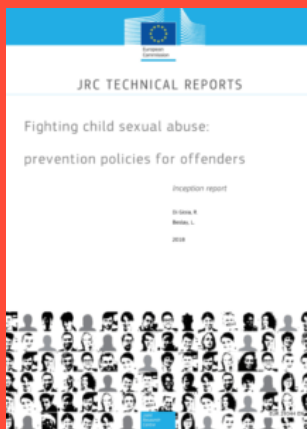 European
Commission
JRC TECHNICAL REPORTS
Fighting child sexual abuse:
prevention policies for offenders
Inception report
Di Gioia, R
Beslay, L.
2018